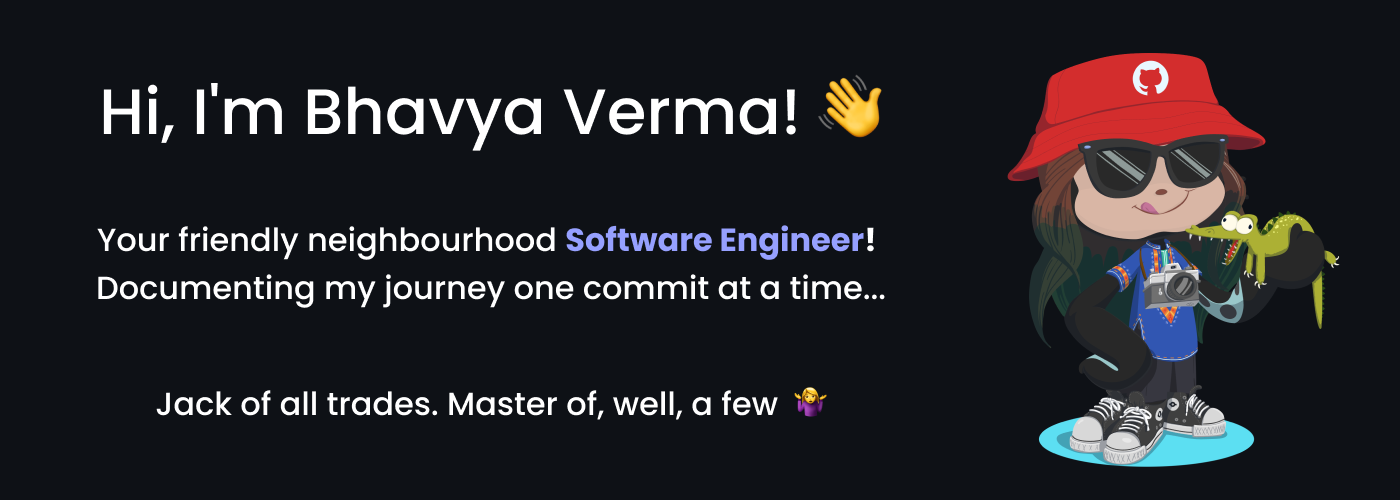 Hi, I'm Bhavya Verma! 👋
Your friendly neighbourhood Software Engineer!
Documenting my journey one commit at a time...
Jack of all trades. Master of, well, a few 🤷‍♀️